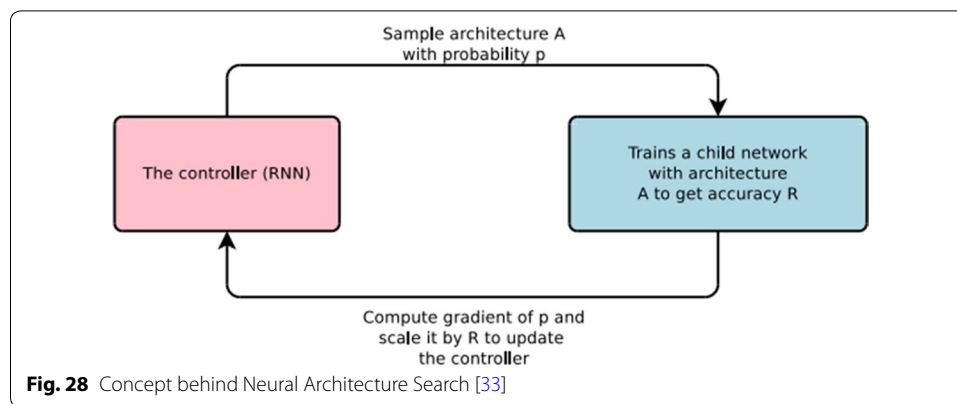 Sample architecture A
with probability p
The controller (RNN)
Trains a child network
with architecture
A to get accuracy R
Compute gradient of p and
scale it by R to update
the controller
Fig. 28 Concept behind Neural Architecture Search [33]